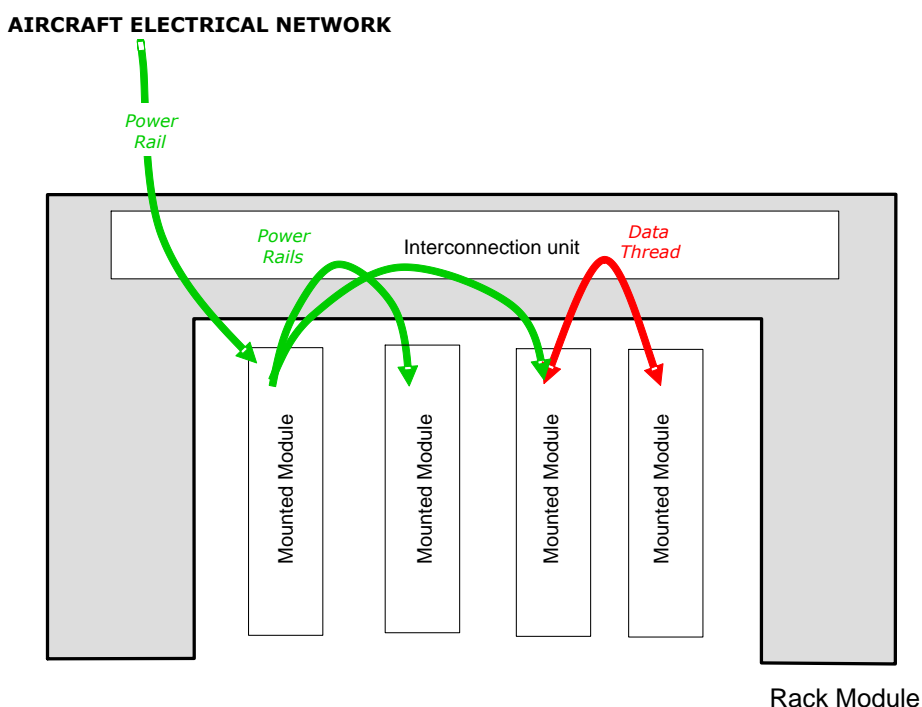 AIRCRAFT ELECTRICAL NETWORK
Power
Rail
Power
Rails
Interconnection unit
Data
Thread
Mounted Module
Mounted Module
Mounted Module
Mounted Module
Rack Module